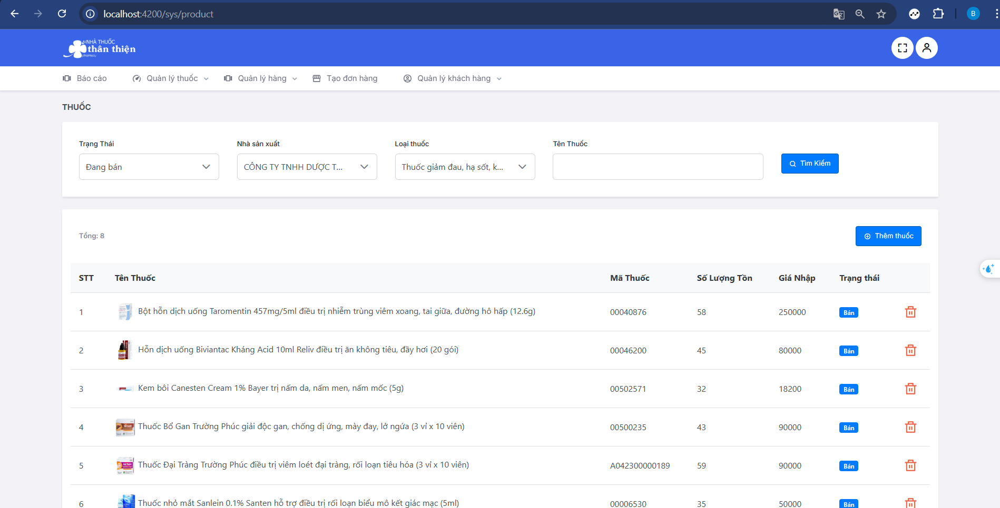 localhost:4200/sys/product
B
NHÀ THUỐC
thân thiện
pharmacy
Báo cáo Quản lý thuốc Quản lý hàng Tạo đơn hàng Quản lý khách hàng
THUỐC
Trạng Thái Nhà sản xuất Loại thuốc Tên Thuốc
Đang bán CÔNG TY TNHH DƯỢC T... Thuốc giảm đau, hạ sốt, k... Tìm Kiếm
Tổng: 8 Thêm thuốc
STT Tên Thuốc Mã Thuốc Số Lượng Tồn Giá Nhập Trạng thái
1 Bột hỗn dịch uống Taromentin 457mg/5ml điều trị nhiễm trùng viêm xoang, tai giữa, đường hô hấp (12.6g) 00040876 58 250000 Bán
2 Hỗn dịch uống Biviantac Kháng Acid 10ml Reliv điều trị ăn không tiêu, đầy hơi (20 gói) 00046200 45 80000 Bán
3 Kem bôi Canesten Cream 1% Bayer trị nấm da, nấm men, nấm mốc (5g) 00502571 32 18200 Bán
4 Thuốc Bổ Gan Trường Phúc giải độc gan, chống dị ứng, mày đay, lở ngứa (3 vỉ x 10 viên) 00500235 43 90000 Bán
5 Thuốc Đại Tràng Trường Phúc điều trị viêm loét đại tràng, rối loạn tiêu hóa (3 vỉ x 10 viên) A042300000189 59 90000 Bán
6 Thuốc nhỏ mắt Sanlein 0.1% Santen hỗ trợ điều trị rối loạn biểu mô kết giác mạc (5ml) 00006530 35 50000 Bán